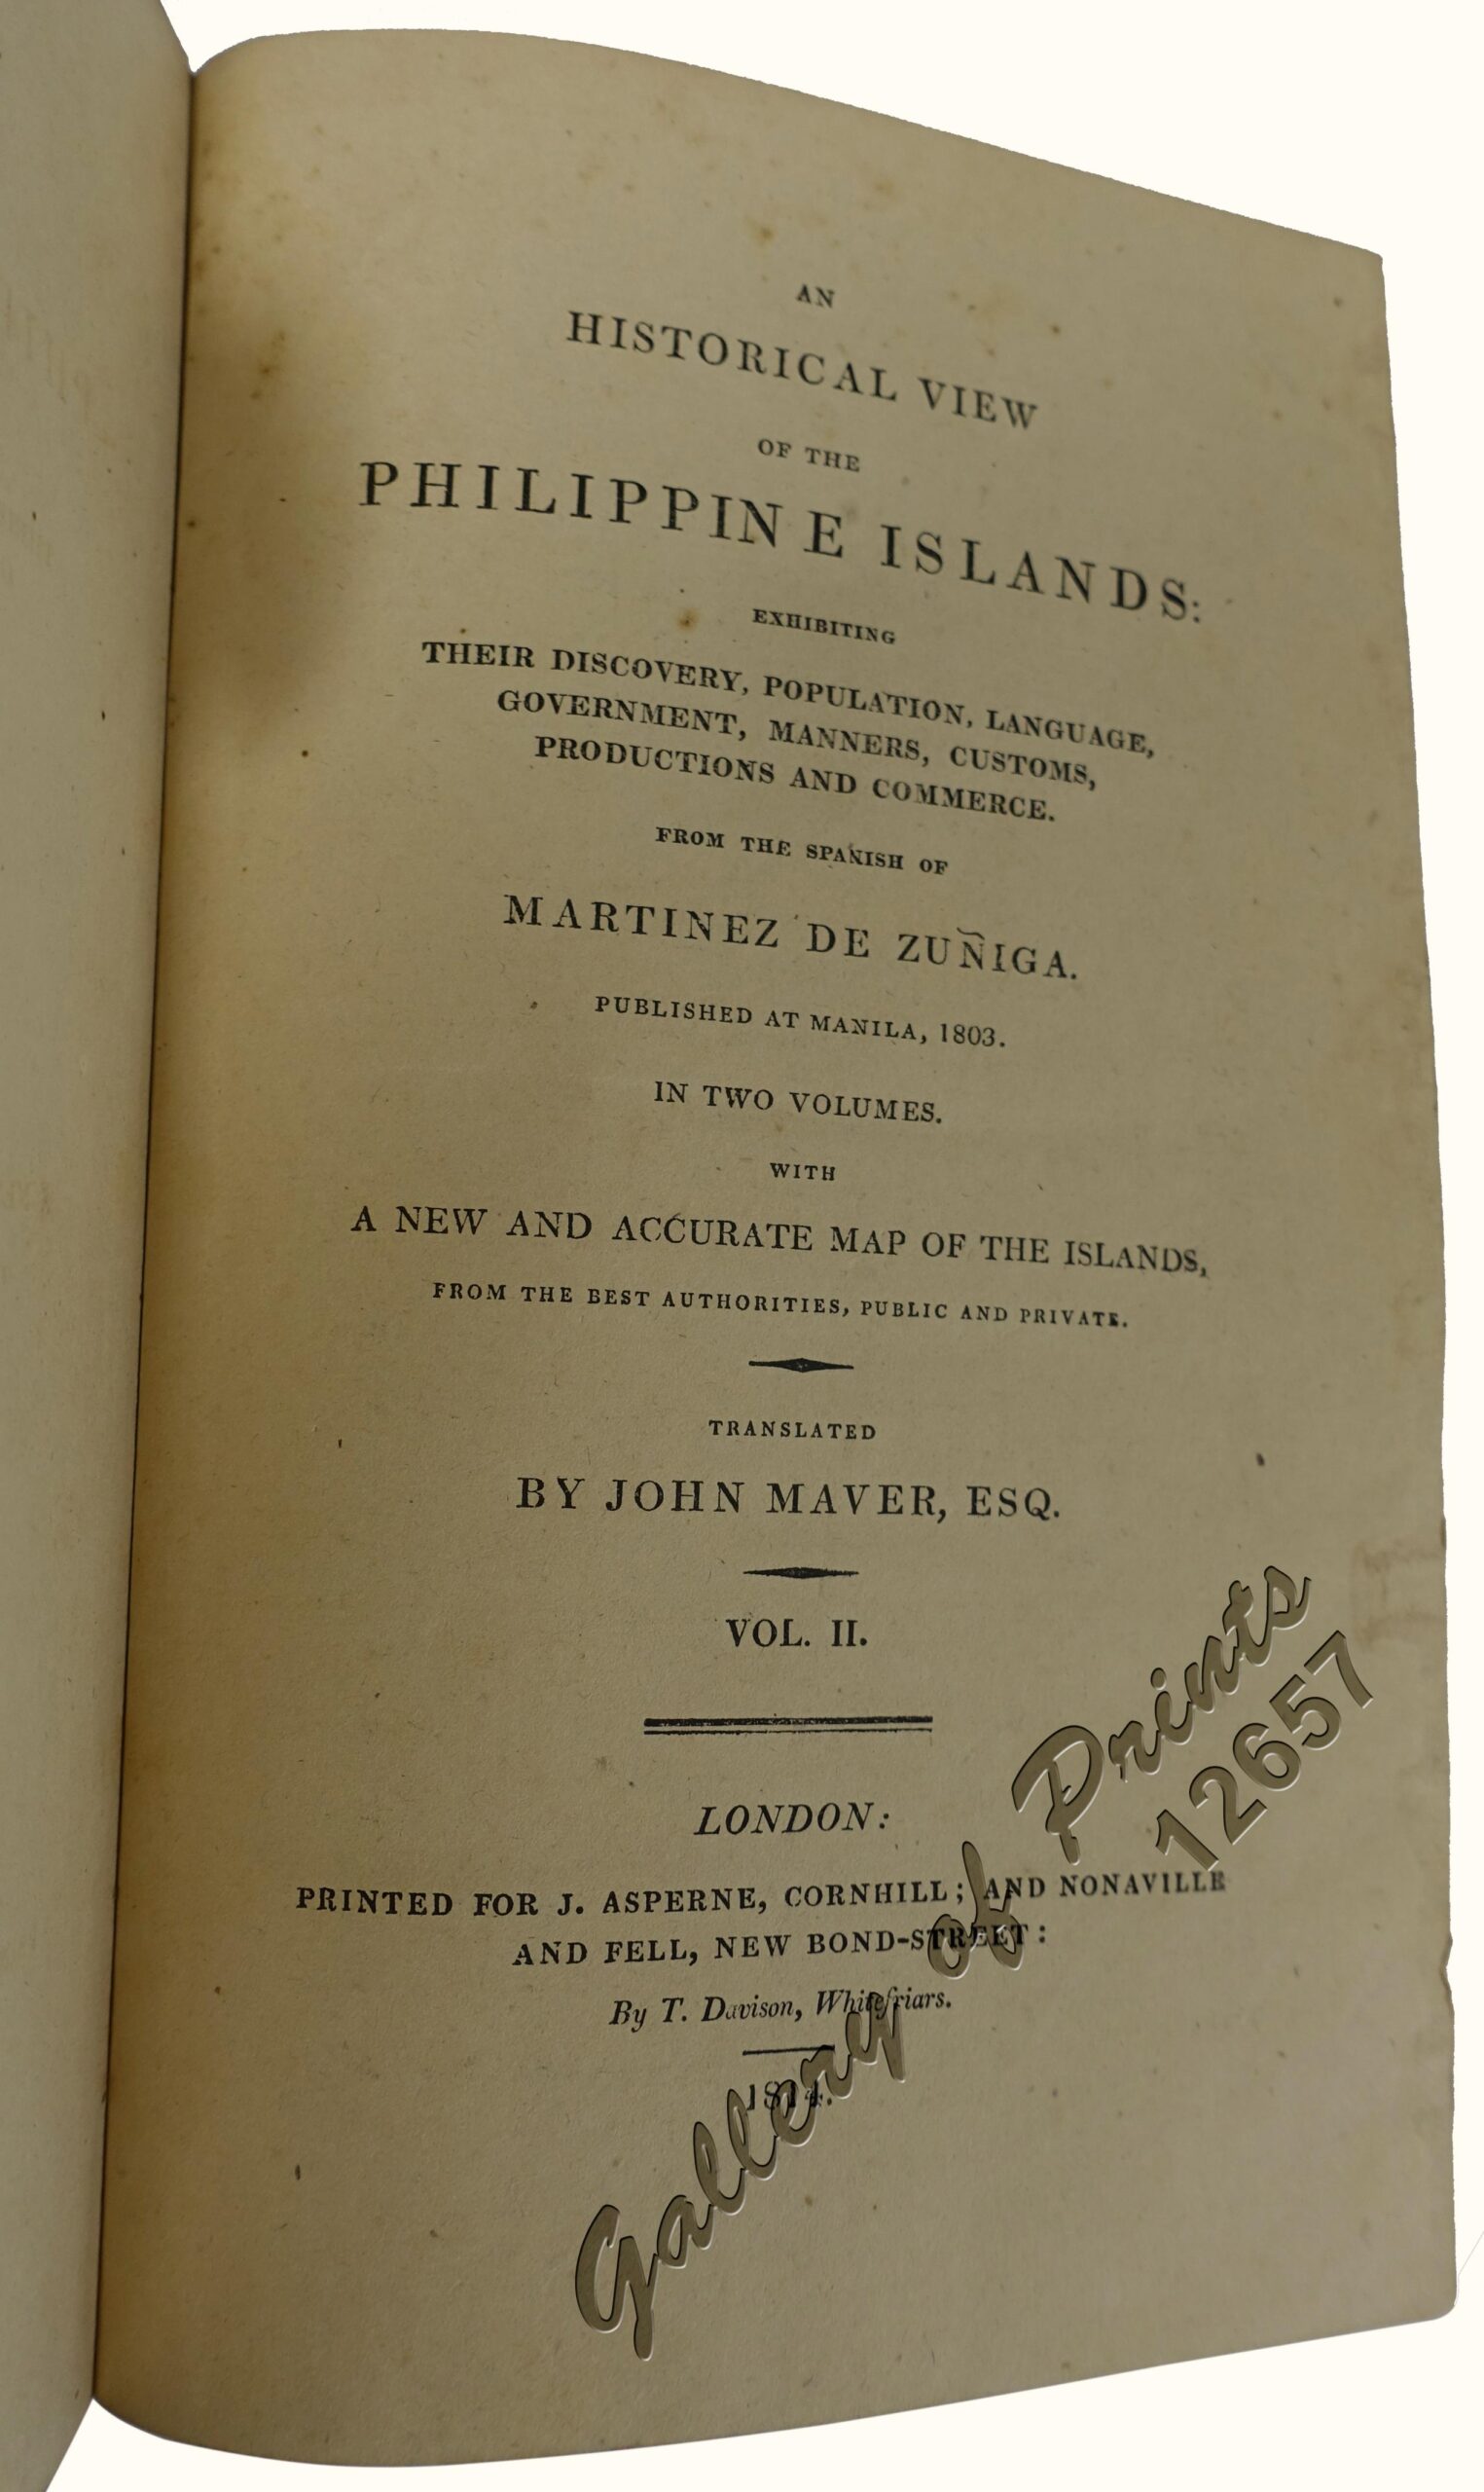 AN
HISTORICAL VIEW
OF THE
PHILIPPINE ISLANDS:
EXHIBITING
THEIR DISCOVERY, POPULATION, LANGUAGE,
GOVERNMENT, MANNERS, CUSTOMS,
PRODUCTIONS AND COMMERCE.
FROM THE SPANISH OF
MARTINEZ DE ZUÑIGA.
PUBLISHED AT MANILA, 1803.
IN TWO VOLUMES.
WITH
A NEW AND ACCURATE MAP OF THE ISLANDS,
FROM THE BEST AUTHORITIES, PUBLIC AND PRIVATE.
TRANSLATED
BY JOHN MAVER, ESQ.
VOL. II.
LONDON:
PRINTED FOR J. ASPERNE, CORNHILL; AND NONAVILLE
AND FELL, NEW BOND-STREET:
By T. Davison, Whitefriars.
Gallery of Prints
12657